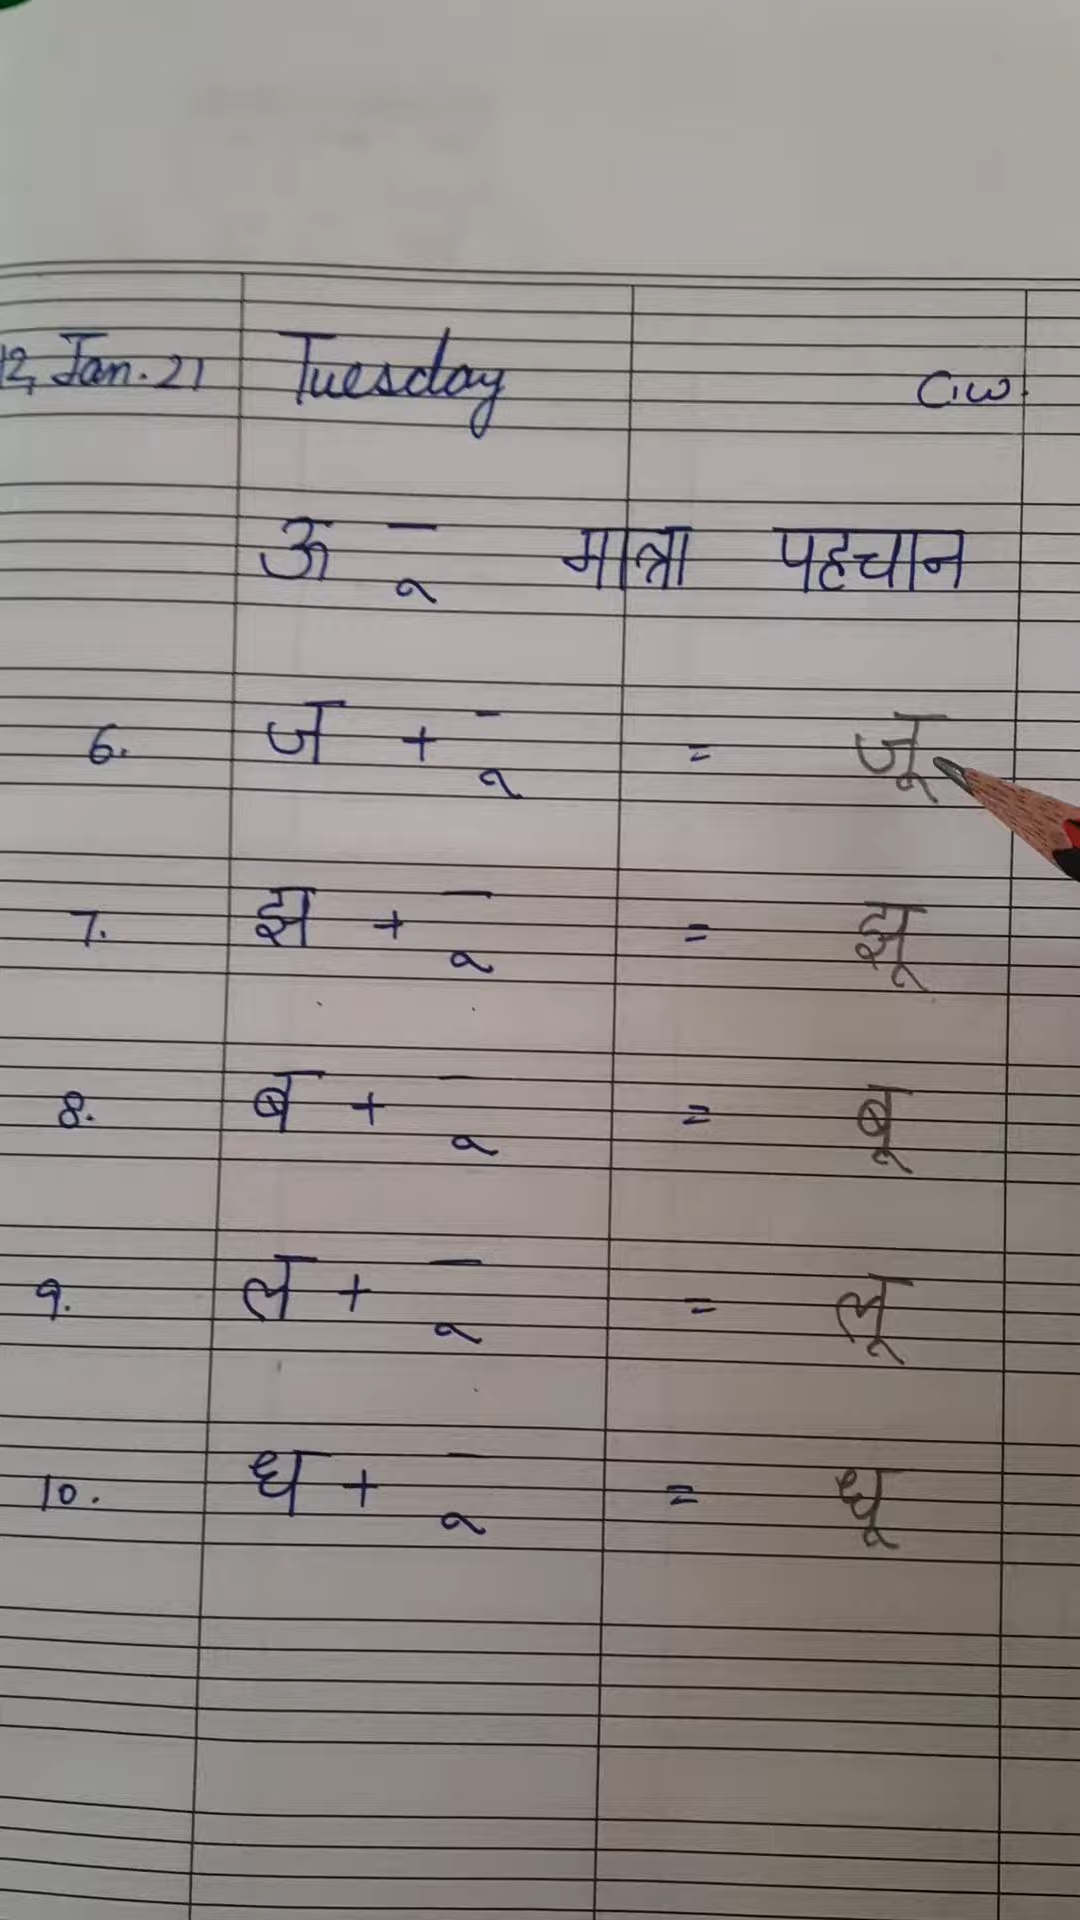 12, Jan. 21 Tuesday C.W.
ऊ ू मात्रा पहचान
6. ज + ू = जू
7. झ + ू = झू
8. ब + ू = बू
9. ल + ू = लू
10. ध + ू = धू